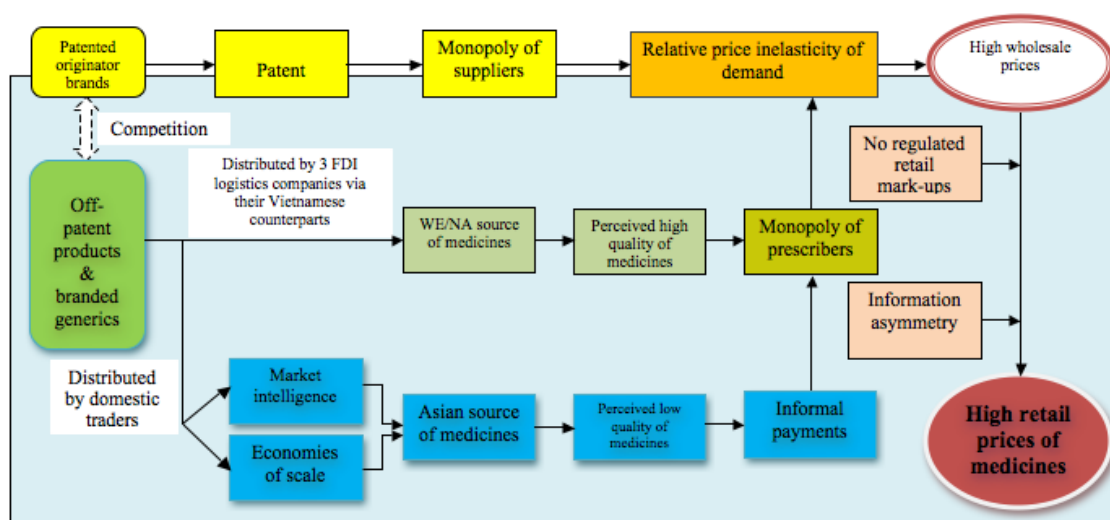 Patented
originator
brands
Patent
Monopoly of
suppliers
Relative price inelasticity of
demand
High wholesale
prices
Competition
Off-
patent
products
&
branded
generics
Distributed by 3 FDI
logistics companies via
their Vietnamese
counterparts
WE/NA source
of medicines
Perceived high
quality of
medicines
Monopoly of
prescribers
No regulated
retail
mark-ups
Information
asymmetry
Distributed
by domestic
traders
Market
intelligence
Economies
of scale
Asian source
of medicines
Perceived low
quality of
medicines
Informal
payments
High retail
prices of
medicines